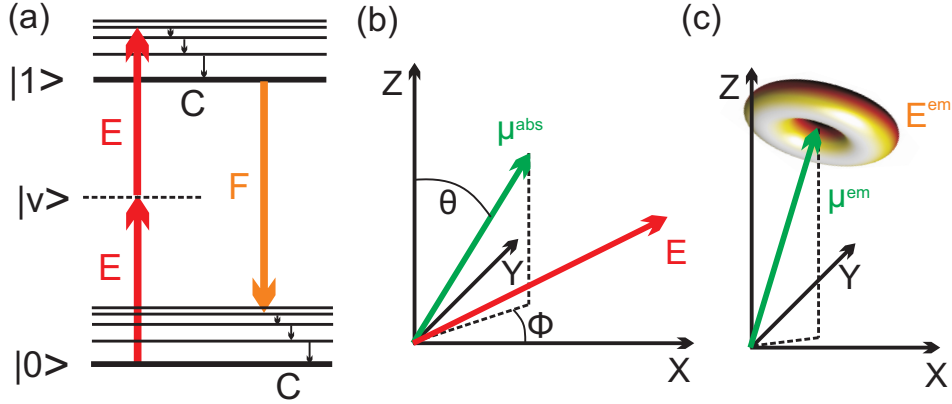 (a)
|1>
C
E
F
|v>
E
|0>
C
(b)
Z
μabs
θ
Y
E
Φ
X
(c)
Z
Eem
μem
Y
X